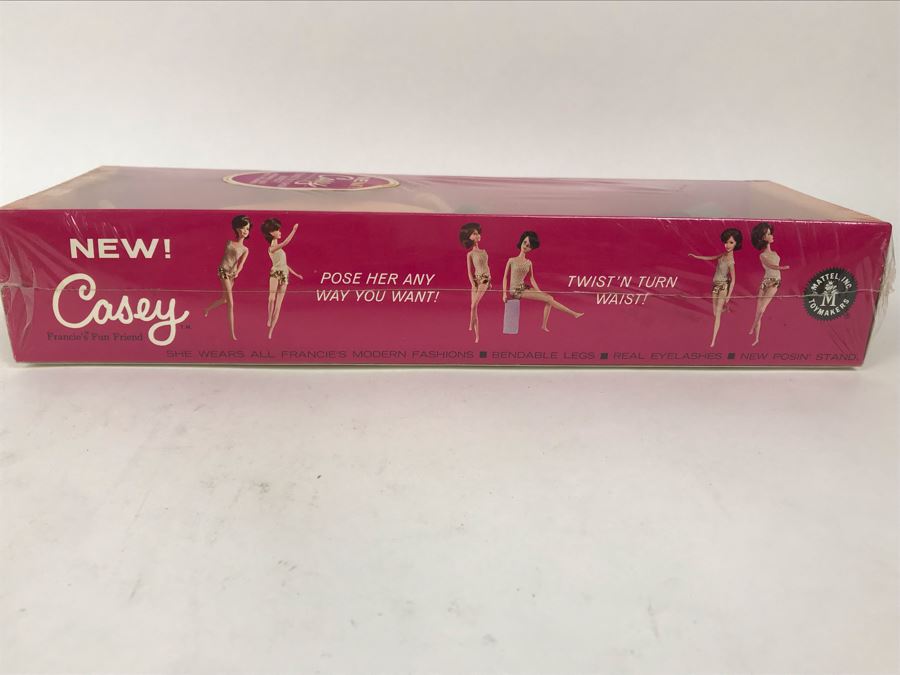 NEW!
Casey
T.M.
Francie's Fun Friend
POSE HER ANY
WAY YOU WANT!
TWIST'N TURN
WAIST!
MATTEL, INC.
M
TOYMAKERS
SHE WEARS ALL FRANCIE'S MODERN FASHIONS ■ BENDABLE LEGS ■ REAL EYELASHES ■ NEW POSIN' STAND